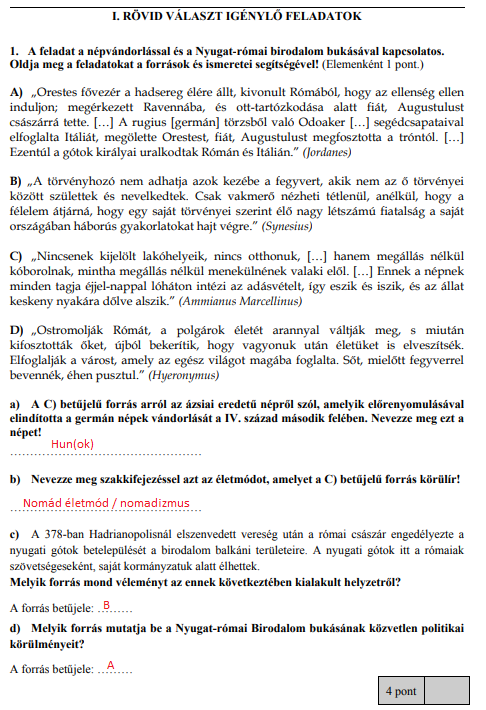 I. RÖVID VÁLASZT IGÉNYLŐ FELADATOK
1. A feladat a népvándorlással és a Nyugat-római birodalom bukásával kapcsolatos.
Oldja meg a feladatokat a források és ismeretei segítségével! (Elemenként 1 pont.)
A) „Orestes fővezér a hadsereg élére állt, kivonult Rómából, hogy az ellenség ellen
induljon; megérkezett Ravennába, és ott-tartózkodása alatt fiát, Augustulust
császárrá tette. […] A rugius [germán] törzsből való Odoaker […] segédcsapataival
elfoglalta Itáliát, megölette Orestest, fiát, Augustulust megfosztotta a tróntól. […]
Ezentúl a gótok királyai uralkodtak Rómán és Itálián.” (Jordanes)
B) „A törvényhozó nem adhatja azok kezébe a fegyvert, akik nem az ő törvényei
között születtek és nevelkedtek. Csak vakmerő nézheti tétlenül, anélkül, hogy a
félelem átjárná, hogy egy saját törvényei szerint élő nagy létszámú fiatalság a saját
országában háborús gyakorlatokat hajt végre.” (Synesius)
C) „Nincsenek kijelölt lakóhelyeik, nincs otthonuk, […] hanem megállás nélkül
kóborolnak, mintha megállás nélkül menekülnének valaki elől. […] Ennek a népnek
minden tagja éjjel-nappal lóháton intézi az adásvételt, így eszik és iszik, és az állat
keskeny nyakára dőlve alszik.” (Ammianus Marcellinus)
D) „Ostromolják Rómát, a polgárok életét arannyal váltják meg, s miután
kifosztották őket, újból bekerítik, hogy vagyonuk után életüket is elveszítsék.
Elfoglalják a várost, amely az egész világot magába foglalta. Sőt, mielőtt fegyverrel
bevennék, éhen pusztul.” (Hyeronymus)
a) A C) betűjelű forrás arról az ázsiai eredetű népről szól, amelyik előrenyomulásával
elindította a germán népek vándorlását a IV. század második felében. Nevezze meg ezt a
népet!
Hun(ok)
b) Nevezze meg szakkifejezéssel azt az életmódot, amelyet a C) betűjelű forrás körülír!
Nomád életmód / nomadizmus
c) A 378-ban Hadrianopolisnál elszenvedett vereség után a római császár engedélyezte a
nyugati gótok betelepülését a birodalom balkáni területeire. A nyugati gótok itt a rómaiak
szövetségeseként, saját kormányzatuk alatt élhettek.
Melyik forrás mond véleményt az ennek következtében kialakult helyzetről?
A forrás betűjele: B
d) Melyik forrás mutatja be a Nyugat-római Birodalom bukásának közvetlen politikai
körülményeit?
A forrás betűjele: A
4 pont